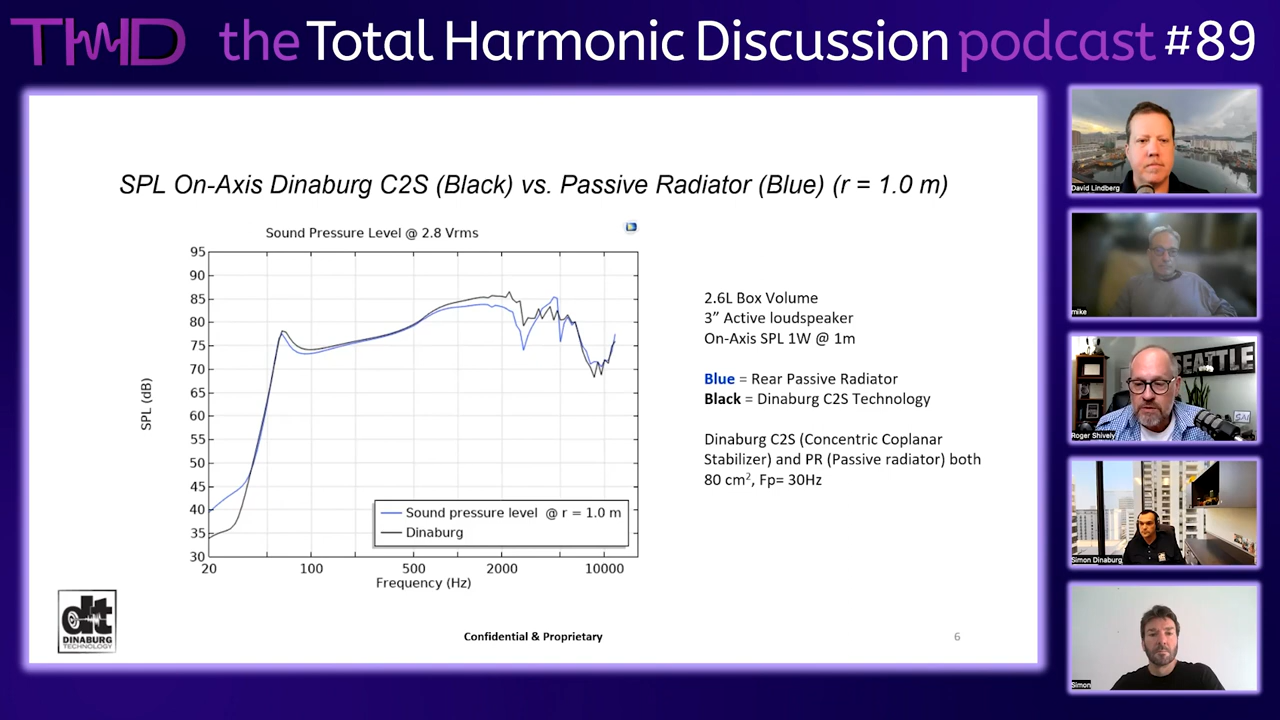 THD the Total Harmonic Discussion podcast #89
SPL On-Axis Dinaburg C2S (Black) vs. Passive Radiator (Blue) (r = 1.0 m)
Sound Pressure Level @ 2.8 Vrms
95
90
85
80
75
70
65
60
55
50
45
40
35
30
SPL (dB)
20
100
500
2000
10000
Frequency (Hz)
Sound pressure level @ r = 1.0 m
Dinaburg
2.6L Box Volume
3” Active loudspeaker
On-Axis SPL 1W @ 1m
Blue = Rear Passive Radiator
Black = Dinaburg C2S Technology
Dinaburg C2S (Concentric Coplanar
Stabilizer) and PR (Passive radiator) both
80 cm², Fp= 30Hz
dt
DINABURG
TECHNOLOGY
Confidential & Proprietary
6
David Lindberg
mike
SEATTLE
Roger Shively
Simon Dinaburg
Simon